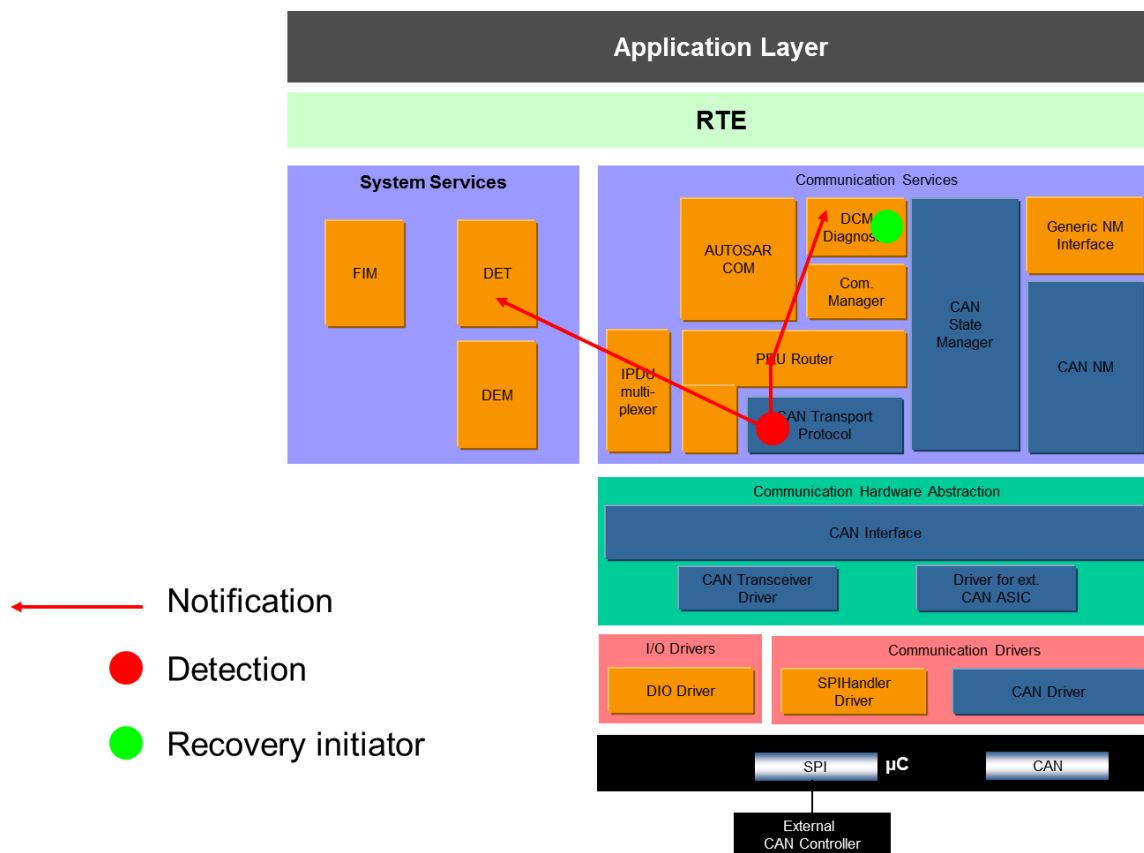 Application Layer
RTE
System Services
FIM
DET
DEM
Communication Services
AUTOSAR
COM
DCM
Com.
Manager
CAN
State
Manager
Generic NM
Interface
CAN NM
IPDU
multi-
plexer
Router
CAN Transport
Protocol
Communication Hardware Abstraction
CAN Interface
CAN Transceiver
Driver
Driver for ext.
CAN ASIC
I/O Drivers
DIO Driver
Communication Drivers
SPIHandler
Driver
CAN Driver
SPI
µC
CAN
External
CAN Controller
Notification
Detection
Recovery initiator